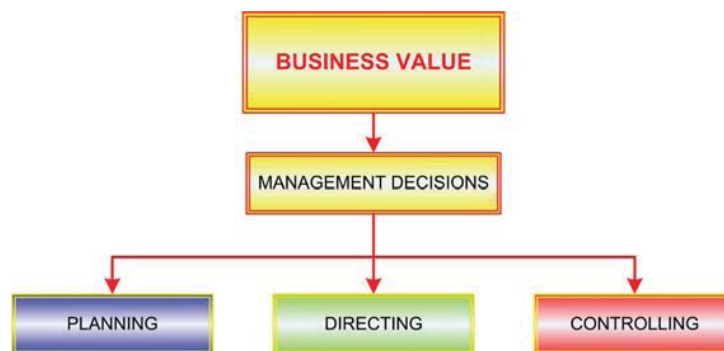 BUSINESS VALUE
MANAGEMENT DECISIONS
PLANNING
DIRECTING
CONTROLLING